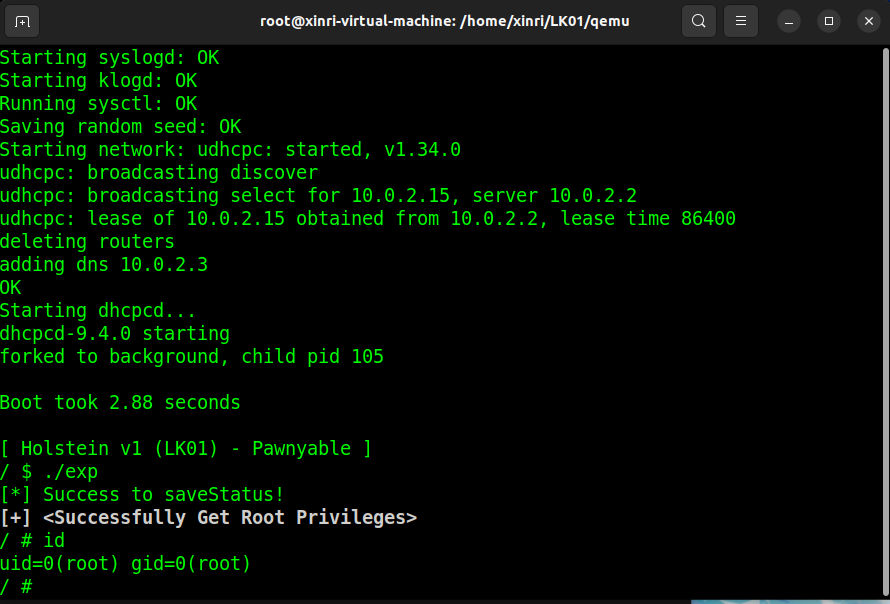 root@xinri-virtual-machine: /home/xinri/LK01/qemu
Starting syslogd: OK
Starting klogd: OK
Running sysctl: OK
Saving random seed: OK
Starting network: udhcpc: started, v1.34.0
udhcpc: broadcasting discover
udhcpc: broadcasting select for 10.0.2.15, server 10.0.2.2
udhcpc: lease of 10.0.2.15 obtained from 10.0.2.2, lease time 86400
deleting routers
adding dns 10.0.2.3
OK
Starting dhcpcd...
dhcpcd-9.4.0 starting
forked to background, child pid 105
Boot took 2.88 seconds
[ Holstein v1 (LK01) - Pawnyable ]
/ $ ./exp
[*] Success to saveStatus!
[+] <Successfully Get Root Privileges>
/ # id
uid=0(root) gid=0(root)
/ #